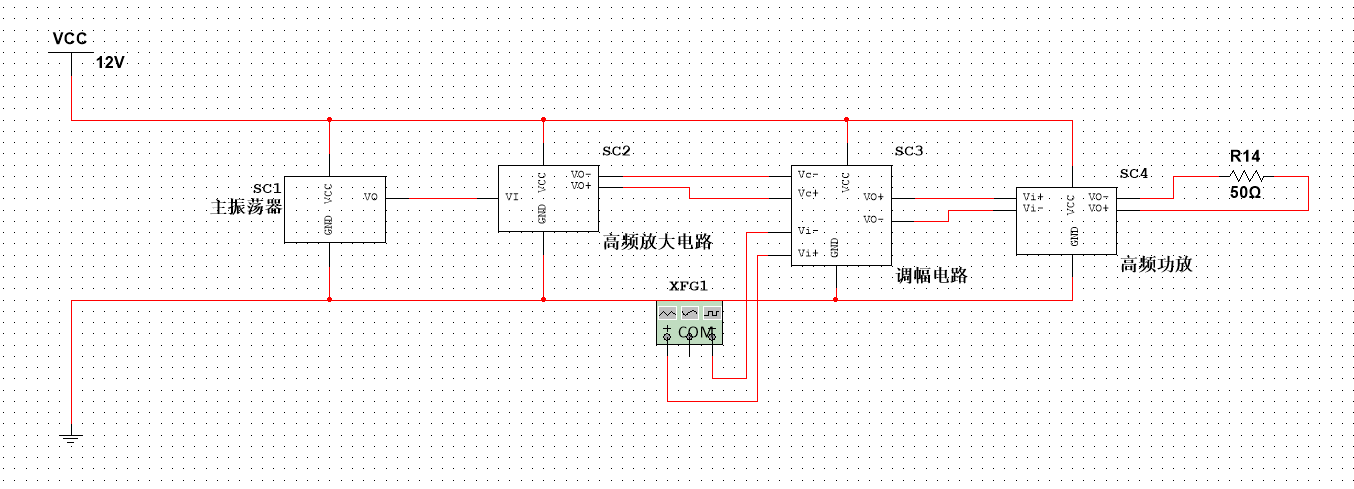 VCC
12V
SC1
主振荡器
VCC
GND
VO
SC2
VI
VCC
GND
VO-
VO+
高频放大电路
SC3
Vc-
Vc+
Vi-
Vi+
VCC
GND
VO+
VO-
调幅电路
SC4
Vi+
Vi-
VCC
GND
VO-
VO+
高频功放
R14
50Ω
XFG1
+
COM
-